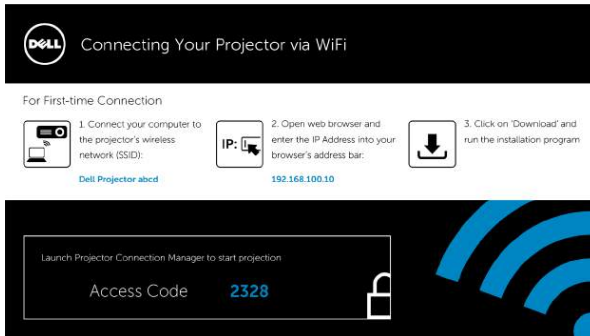 DELL
Connecting Your Projector via WiFi
For First-time Connection
1. Connect your computer to
the projector's wireless
network (SSID):
Dell Projector abcd
IP:
2. Open web browser and
enter the IP Address into your
browser's address bar:
192.168.100.10
3. Click on 'Download' and
run the installation program
Launch Projector Connection Manager to start projection
Access Code 2328